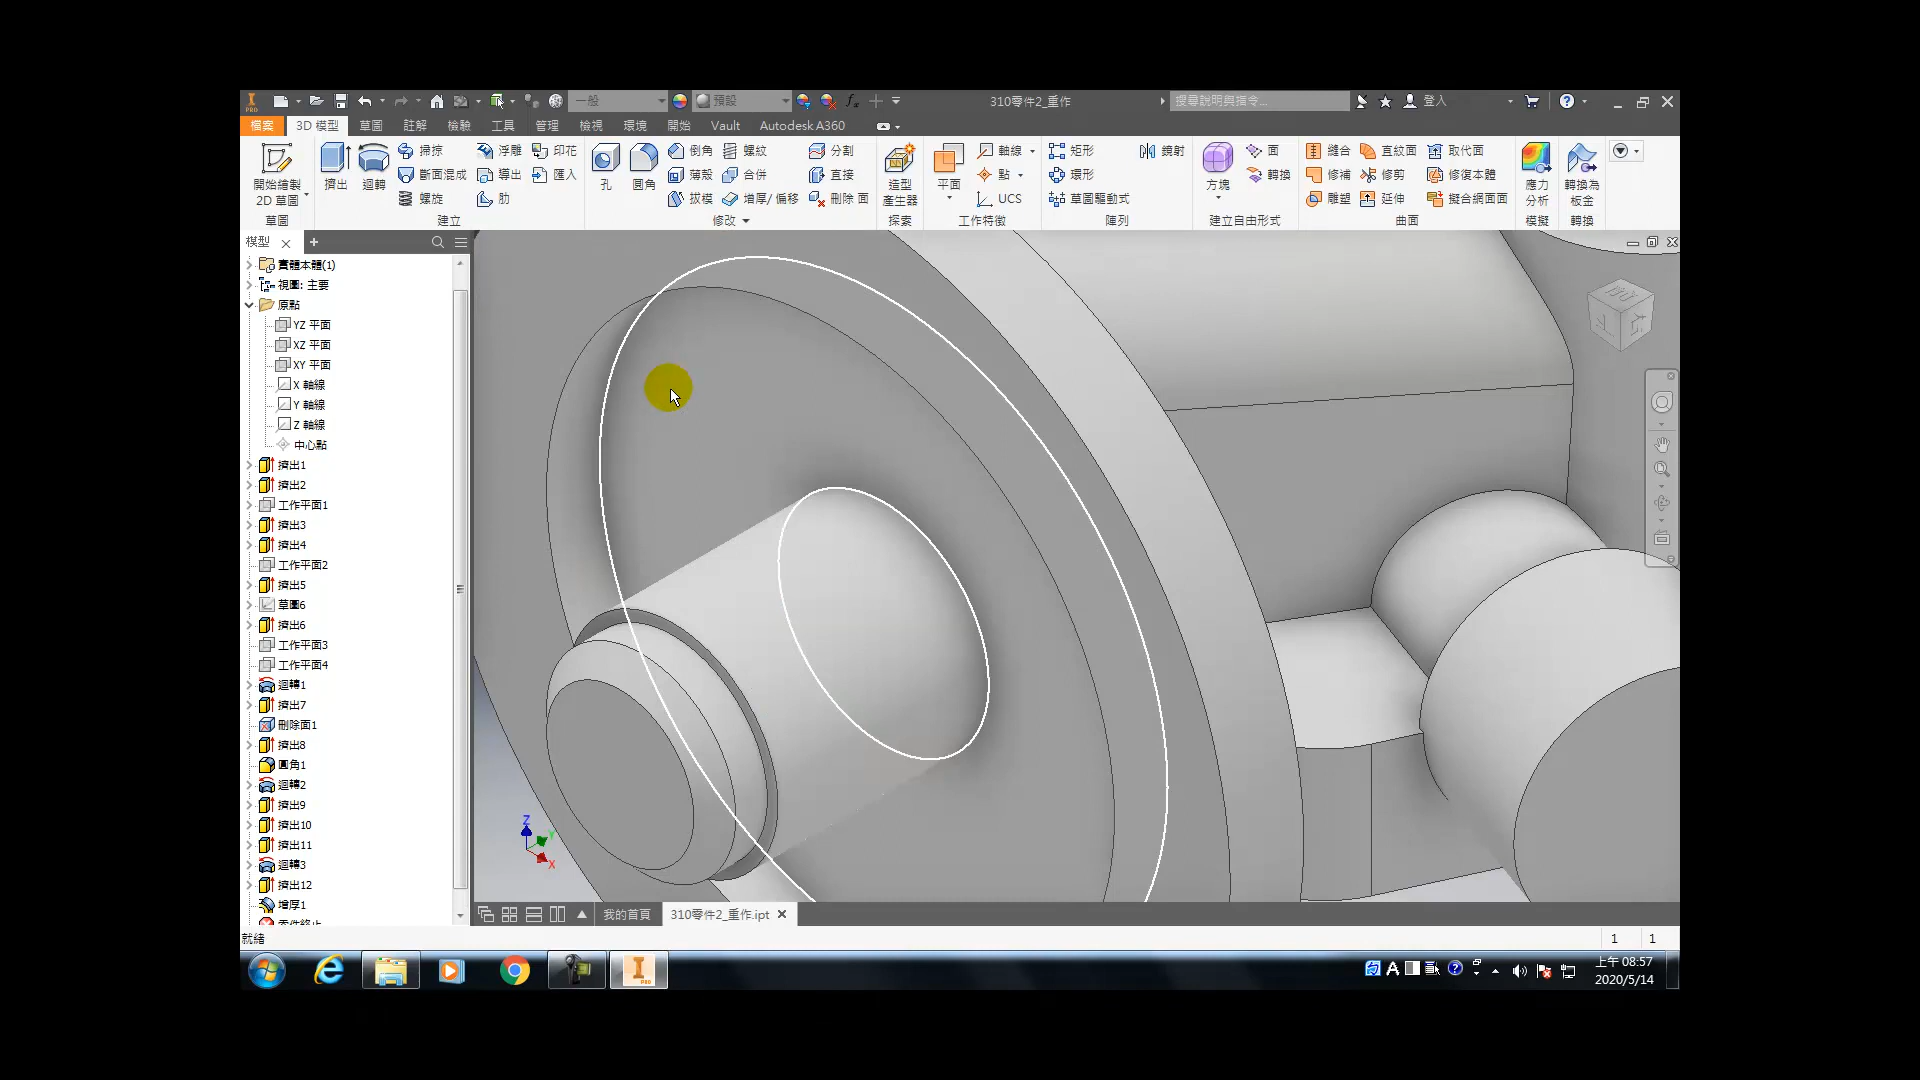 一般
預設
310零件2_重作
搜尋說明與指令...
登入
檔案
3D 模型
草圖
註解
檢驗
工具
管理
檢視
環境
開始
Vault
Autodesk A360
開始繪製
2D 草圖
草圖
擠出
迴轉
掃掠
斷面混成
螺旋
浮雕
導出
肋
印花
匯入
建立
孔
圓角
倒角
薄殼
拔模
螺紋
合併
增厚/ 偏移
分割
直接
刪除 面
修改
造型
產生器
探索
平面
軸線
點
UCS
工作特徵
矩形
環形
草圖驅動式
鏡射
陣列
方塊
面
轉換
建立自由形式
縫合
修補
雕塑
直紋面
修剪
延伸
取代面
修復本體
擬合網面面
曲面
應力
分析
模擬
轉換為
板金
轉換
模型
實體本體(1)
視圖: 主要
原點
YZ 平面
XZ 平面
XY 平面
X 軸線
Y 軸線
Z 軸線
中心點
擠出1
擠出2
工作平面1
擠出3
擠出4
工作平面2
擠出5
草圖6
擠出6
工作平面3
工作平面4
迴轉1
擠出7
刪除面1
擠出8
圓角1
迴轉2
擠出9
擠出10
擠出11
迴轉3
擠出12
增厚1
Z
Y
X
我的首頁
310零件2_重作.ipt
就緒
1
1
A
上午 08:57
2020/5/14